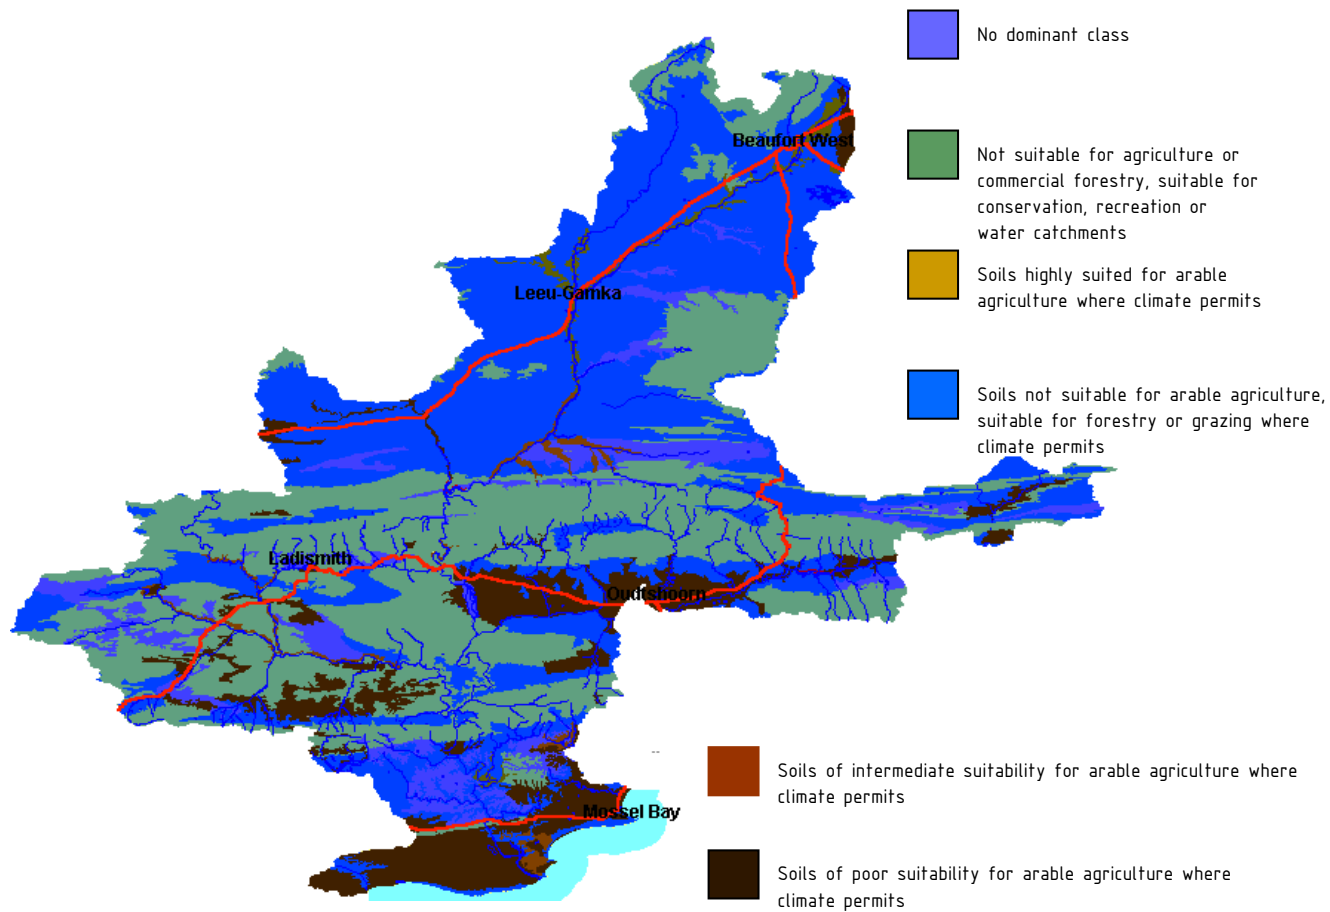 No dominant class
Beaufort West
Not suitable for agriculture or
commercial forestry, suitable for
conservation, recreation or
water catchments
Soils highly suited for arable
agriculture where climate permits
Leeu-Gamka
Soils not suitable for arable agriculture,
suitable for forestry or grazing where
climate permits
Ladismith
Oudtshoorn
Soils of intermediate suitability for arable agriculture where
climate permits
Mossel Bay
Soils of poor suitability for arable agriculture where
climate permits